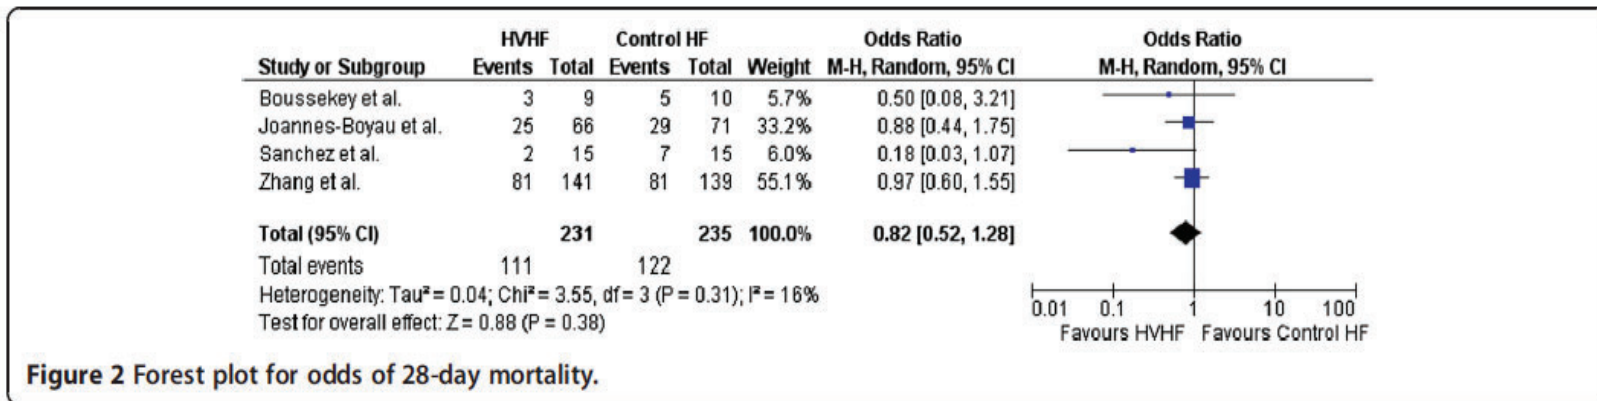 HVHF Control HF Odds Ratio Odds Ratio
Study or Subgroup Events Total Events Total Weight M-H, Random, 95% CI M-H, Random, 95% CI
Boussekey et al. 3 9 5 10 5.7% 0.50 [0.08, 3.21]
Joannes-Boyau et al. 25 66 29 71 33.2% 0.88 [0.44, 1.75]
Sanchez et al. 2 15 7 15 6.0% 0.18 [0.03, 1.07]
Zhang et al. 81 141 81 139 55.1% 0.97 [0.60, 1.55]
Total (95% CI) 231 235 100.0% 0.82 [0.52, 1.28]
Total events 111 122
Heterogeneity: Tau² = 0.04; Chi² = 3.55, df = 3 (P = 0.31); I² = 16%
Test for overall effect: Z = 0.88 (P = 0.38)
0.01 0.1 1 10 100
Favours HVHF Favours Control HF
Figure 2 Forest plot for odds of 28-day mortality.